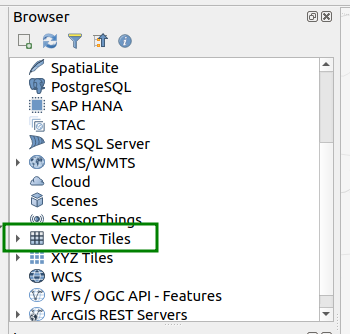 Browser
SpatiaLite
PostgreSQL
SAP HANA
STAC
MS SQL Server
WMS/WMTS
Cloud
Scenes
SensorThings
Vector Tiles
XYZ Tiles
WCS
WFS / OGC API - Features
ArcGIS REST Servers